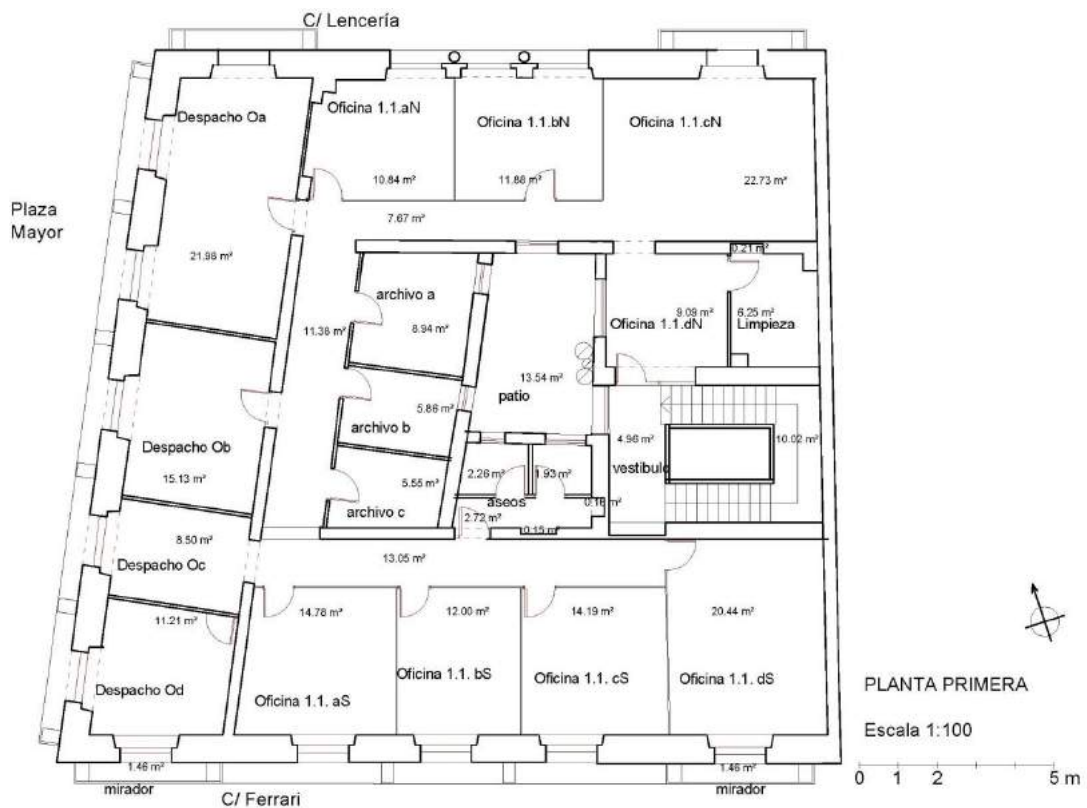 C/ Lencería
Despacho Oa
Oficina 1.1.aN
Oficina 1.1.bN
Oficina 1.1.cN
10.84 m²
11.88 m²
22.73 m²
Plaza
Mayor
7.67 m²
21.98 m²
0.21 m²
archivo a
8.94 m²
11.38 m²
9.09 m²
6.25 m²
Oficina 1.1.dN
Limpieza
13.54 m²
patio
5.86 m²
archivo b
Despacho Ob
15.13 m²
4.96 m²
10.02 m²
vestibulo
2.26 m²
1.93 m²
5.55 m²
aseos
0.16 m²
archivo c
2.72 m²
0.15 m²
8.50 m²
Despacho Oc
13.05 m²
11.21 m²
14.78 m²
12.00 m²
14.19 m²
20.44 m²
Despacho Od
Oficina 1.1. aS
Oficina 1.1. bS
Oficina 1.1. cS
Oficina 1.1. dS
PLANTA PRIMERA
Escala 1:100
0 1 2 5 m
1.46 m²
1.46 m²
mirador
mirador
C/ Ferrari